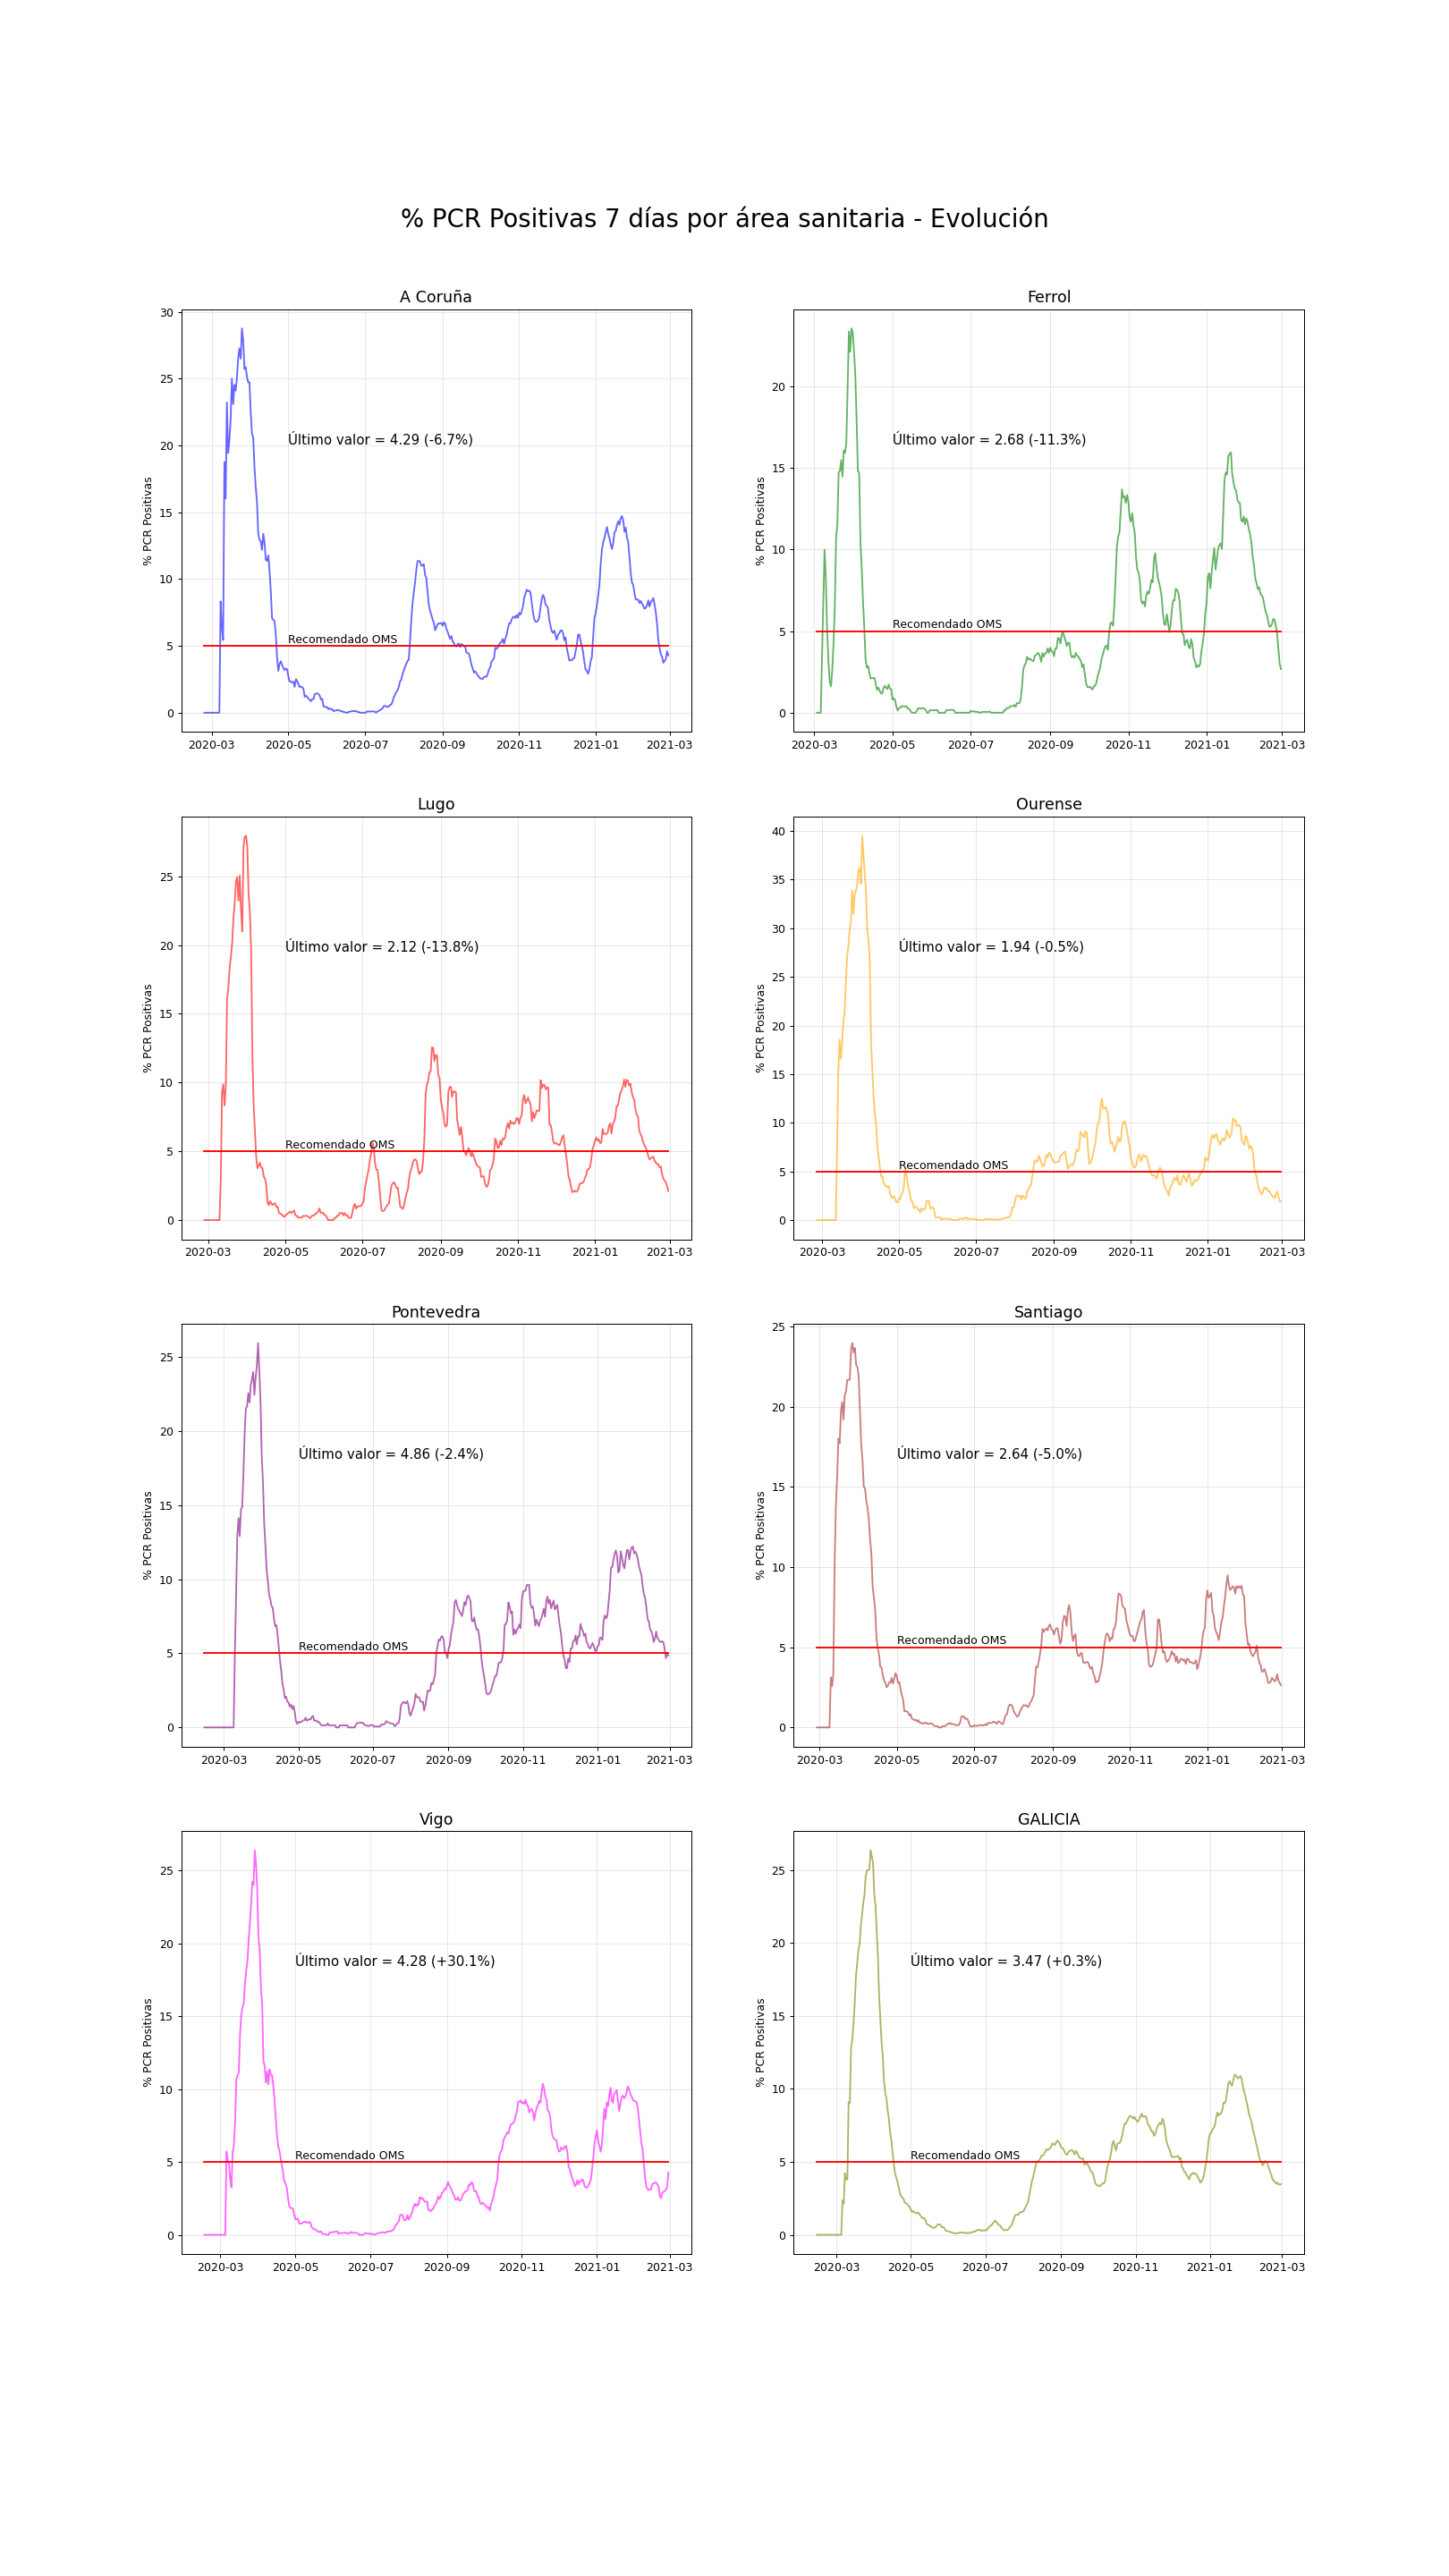 % PCR Positivas 7 días por área sanitaria - Evolución
A Coruña
30
25
20
15
10
5
0
% PCR Positivas
Último valor = 4.29 (-6.7%)
Recomendado OMS
2020-03 2020-05 2020-07 2020-09 2020-11 2021-01 2021-03
Ferrol
20
15
10
5
0
% PCR Positivas
Último valor = 2.68 (-11.3%)
Recomendado OMS
2020-03 2020-05 2020-07 2020-09 2020-11 2021-01 2021-03
Lugo
25
20
15
10
5
0
% PCR Positivas
Último valor = 2.12 (-13.8%)
Recomendado OMS
2020-03 2020-05 2020-07 2020-09 2020-11 2021-01 2021-03
Ourense
40
35
30
25
20
15
10
5
0
% PCR Positivas
Último valor = 1.94 (-0.5%)
Recomendado OMS
2020-03 2020-05 2020-07 2020-09 2020-11 2021-01 2021-03
Pontevedra
25
20
15
10
5
0
% PCR Positivas
Último valor = 4.86 (-2.4%)
Recomendado OMS
2020-03 2020-05 2020-07 2020-09 2020-11 2021-01 2021-03
Santiago
25
20
15
10
5
0
% PCR Positivas
Último valor = 2.64 (-5.0%)
Recomendado OMS
2020-03 2020-05 2020-07 2020-09 2020-11 2021-01 2021-03
Vigo
25
20
15
10
5
0
% PCR Positivas
Último valor = 4.28 (+30.1%)
Recomendado OMS
2020-03 2020-05 2020-07 2020-09 2020-11 2021-01 2021-03
GALICIA
25
20
15
10
5
0
% PCR Positivas
Último valor = 3.47 (+0.3%)
Recomendado OMS
2020-03 2020-05 2020-07 2020-09 2020-11 2021-01 2021-03